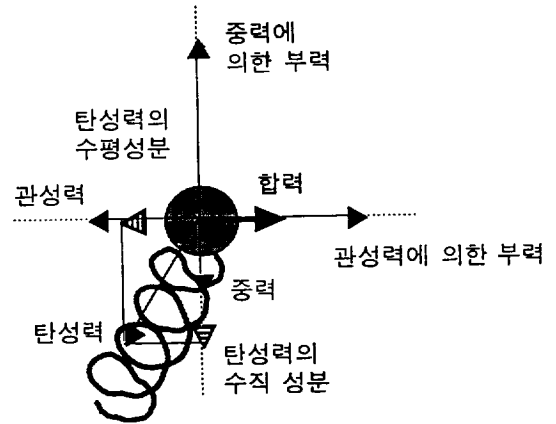 중력에
의한 부력
탄성력의
수평성분
관성력
합력
관성력에 의한 부력
중력
탄성력
탄성력의
수직 성분